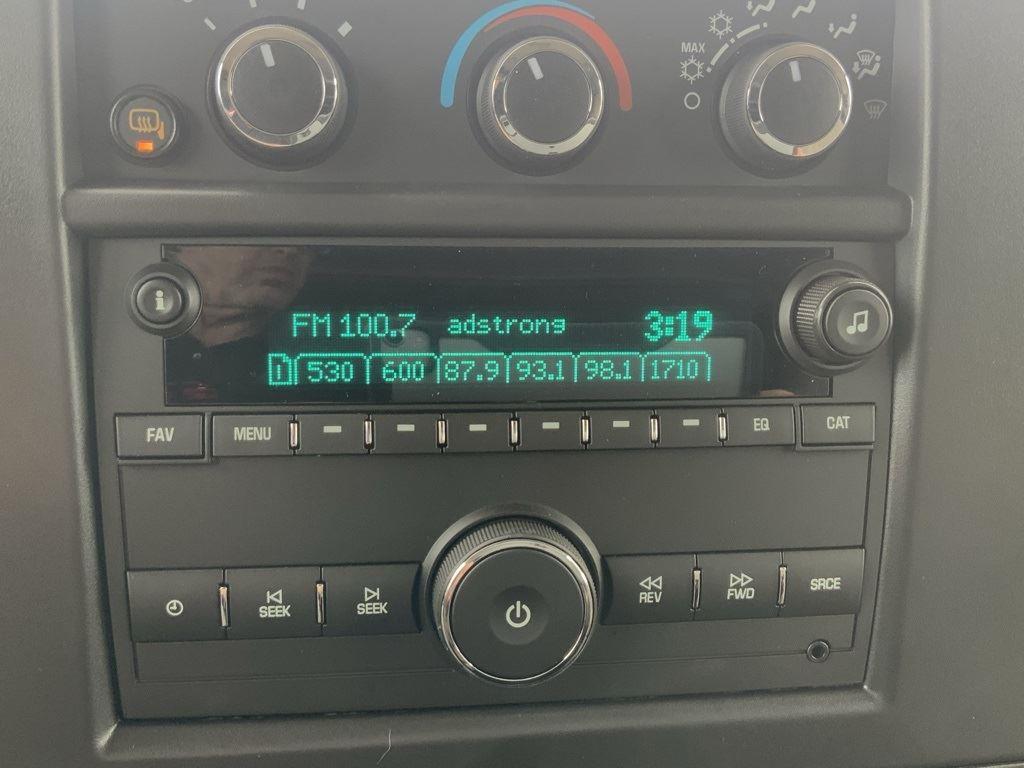 MAX
i
FM 100.7 adstrong 3:19
D 530 600 87.9 93.1 98.1 1710
FAV MENU EQ CAT
SEEK SEEK REV FWD SRCE